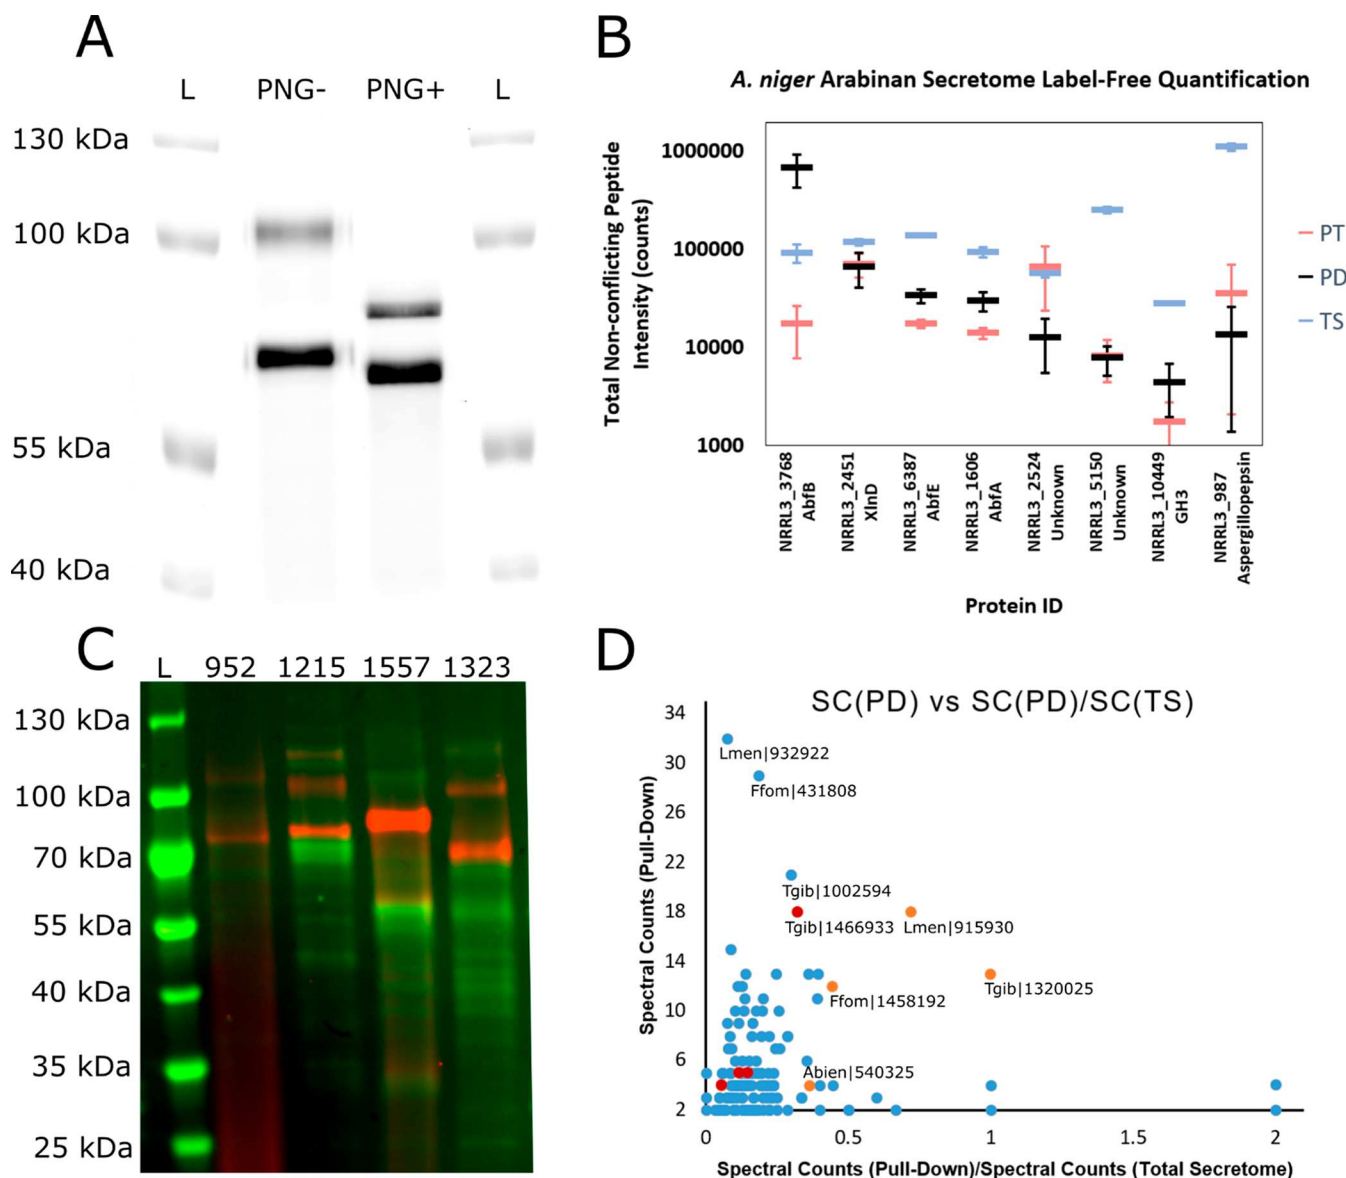 A
L PNG- PNG+ L
130 kDa
100 kDa
55 kDa
40 kDa
B
A. niger Arabinan Secretome Label-Free Quantification
Total Non-conflicting Peptide
Intensity (counts)
1000000
100000
10000
1000
PT
PD
TS
NRRL3_3768
AbfB
NRRL3_2451
XlnD
NRRL3_6387
AbfE
NRRL3_1606
AbfA
NRRL3_2524
Unknown
NRRL3_5150
Unknown
NRRL3_10449
GH3
NRRL3_987
Aspergillopepsin
Protein ID
C
L 952 1215 1557 1323
130 kDa
100 kDa
70 kDa
55 kDa
40 kDa
35 kDa
25 kDa
D
SC(PD) vs SC(PD)/SC(TS)
Spectral Counts (Pull-Down)
34
30
26
22
18
14
10
6
2
Lmen|932922
Ffom|431808
Tgib|1002594
Tgib|1466933
Lmen|915930
Tgib|1320025
Ffom|1458192
Abien|540325
0 0.5 1 1.5 2
Spectral Counts (Pull-Down)/Spectral Counts (Total Secretome)